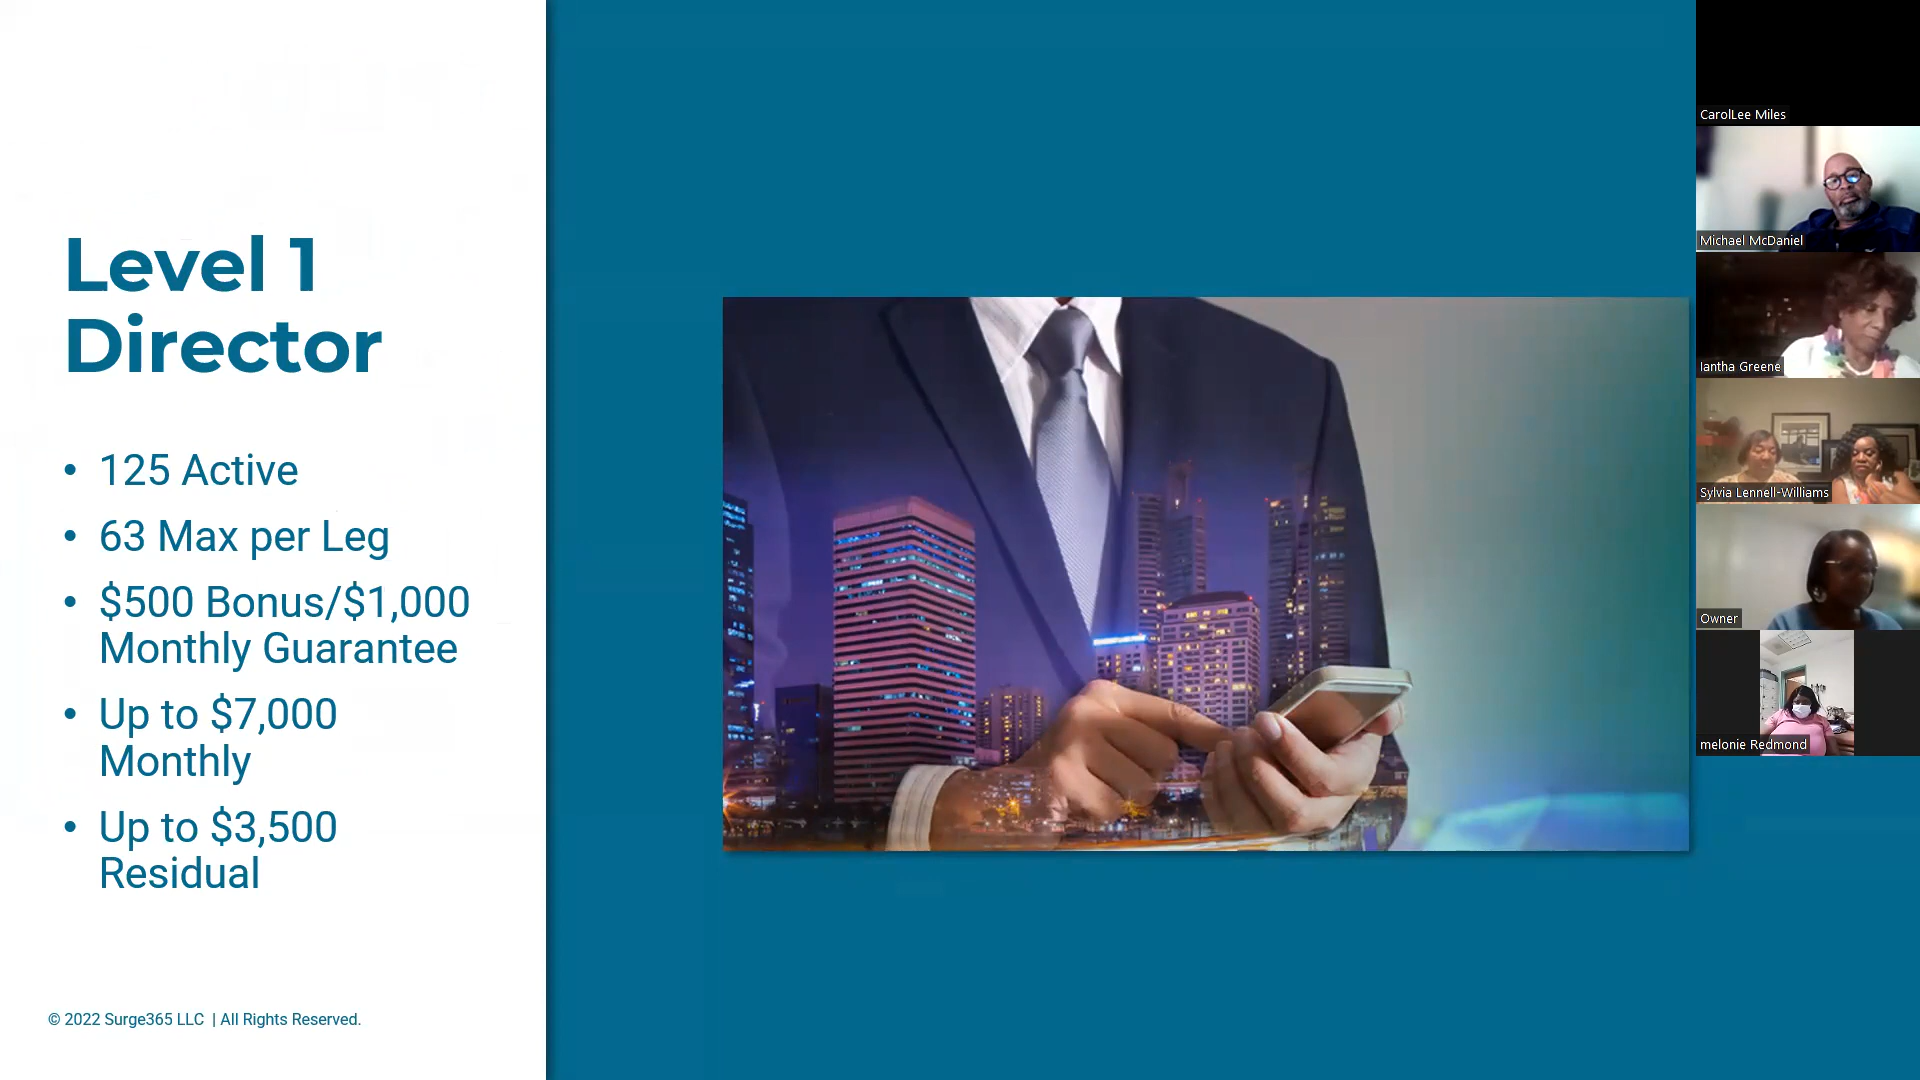 Level 1
Director
• 125 Active
• 63 Max per Leg
• $500 Bonus/$1,000
Monthly Guarantee
• Up to $7,000
Monthly
• Up to $3,500
Residual
© 2022 Surge365 LLC | All Rights Reserved.
CarolLee Miles
Michael McDaniel
Iantha Greene
Sylvia Lennell-Williams
Owner
melonie Redmond